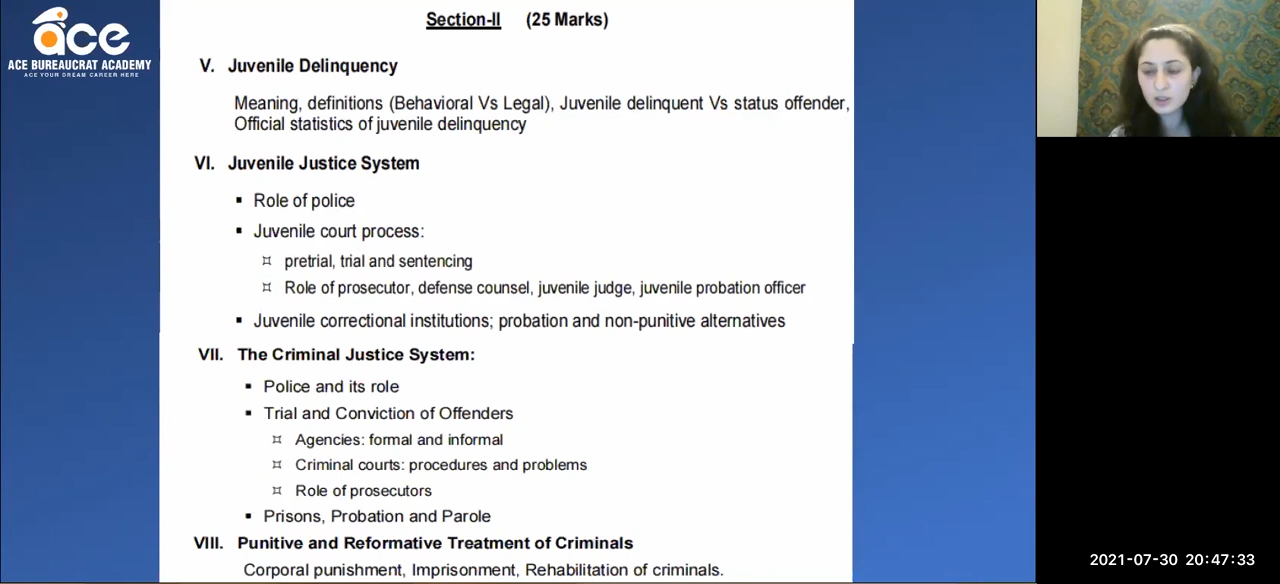 ace
ACE BUREAUCRAT ACADEMY
ACE YOUR DREAM CAREER HERE
Section-II (25 Marks)
V. Juvenile Delinquency
Meaning, definitions (Behavioral Vs Legal), Juvenile delinquent Vs status offender,
Official statistics of juvenile delinquency
VI. Juvenile Justice System
▪ Role of police
▪ Juvenile court process:
¤ pretrial, trial and sentencing
¤ Role of prosecutor, defense counsel, juvenile judge, juvenile probation officer
▪ Juvenile correctional institutions; probation and non-punitive alternatives
VII. The Criminal Justice System:
▪ Police and its role
▪ Trial and Conviction of Offenders
¤ Agencies: formal and informal
¤ Criminal courts: procedures and problems
¤ Role of prosecutors
▪ Prisons, Probation and Parole
VIII. Punitive and Reformative Treatment of Criminals
Corporal punishment, Imprisonment, Rehabilitation of criminals.
2021-07-30 20:47:33